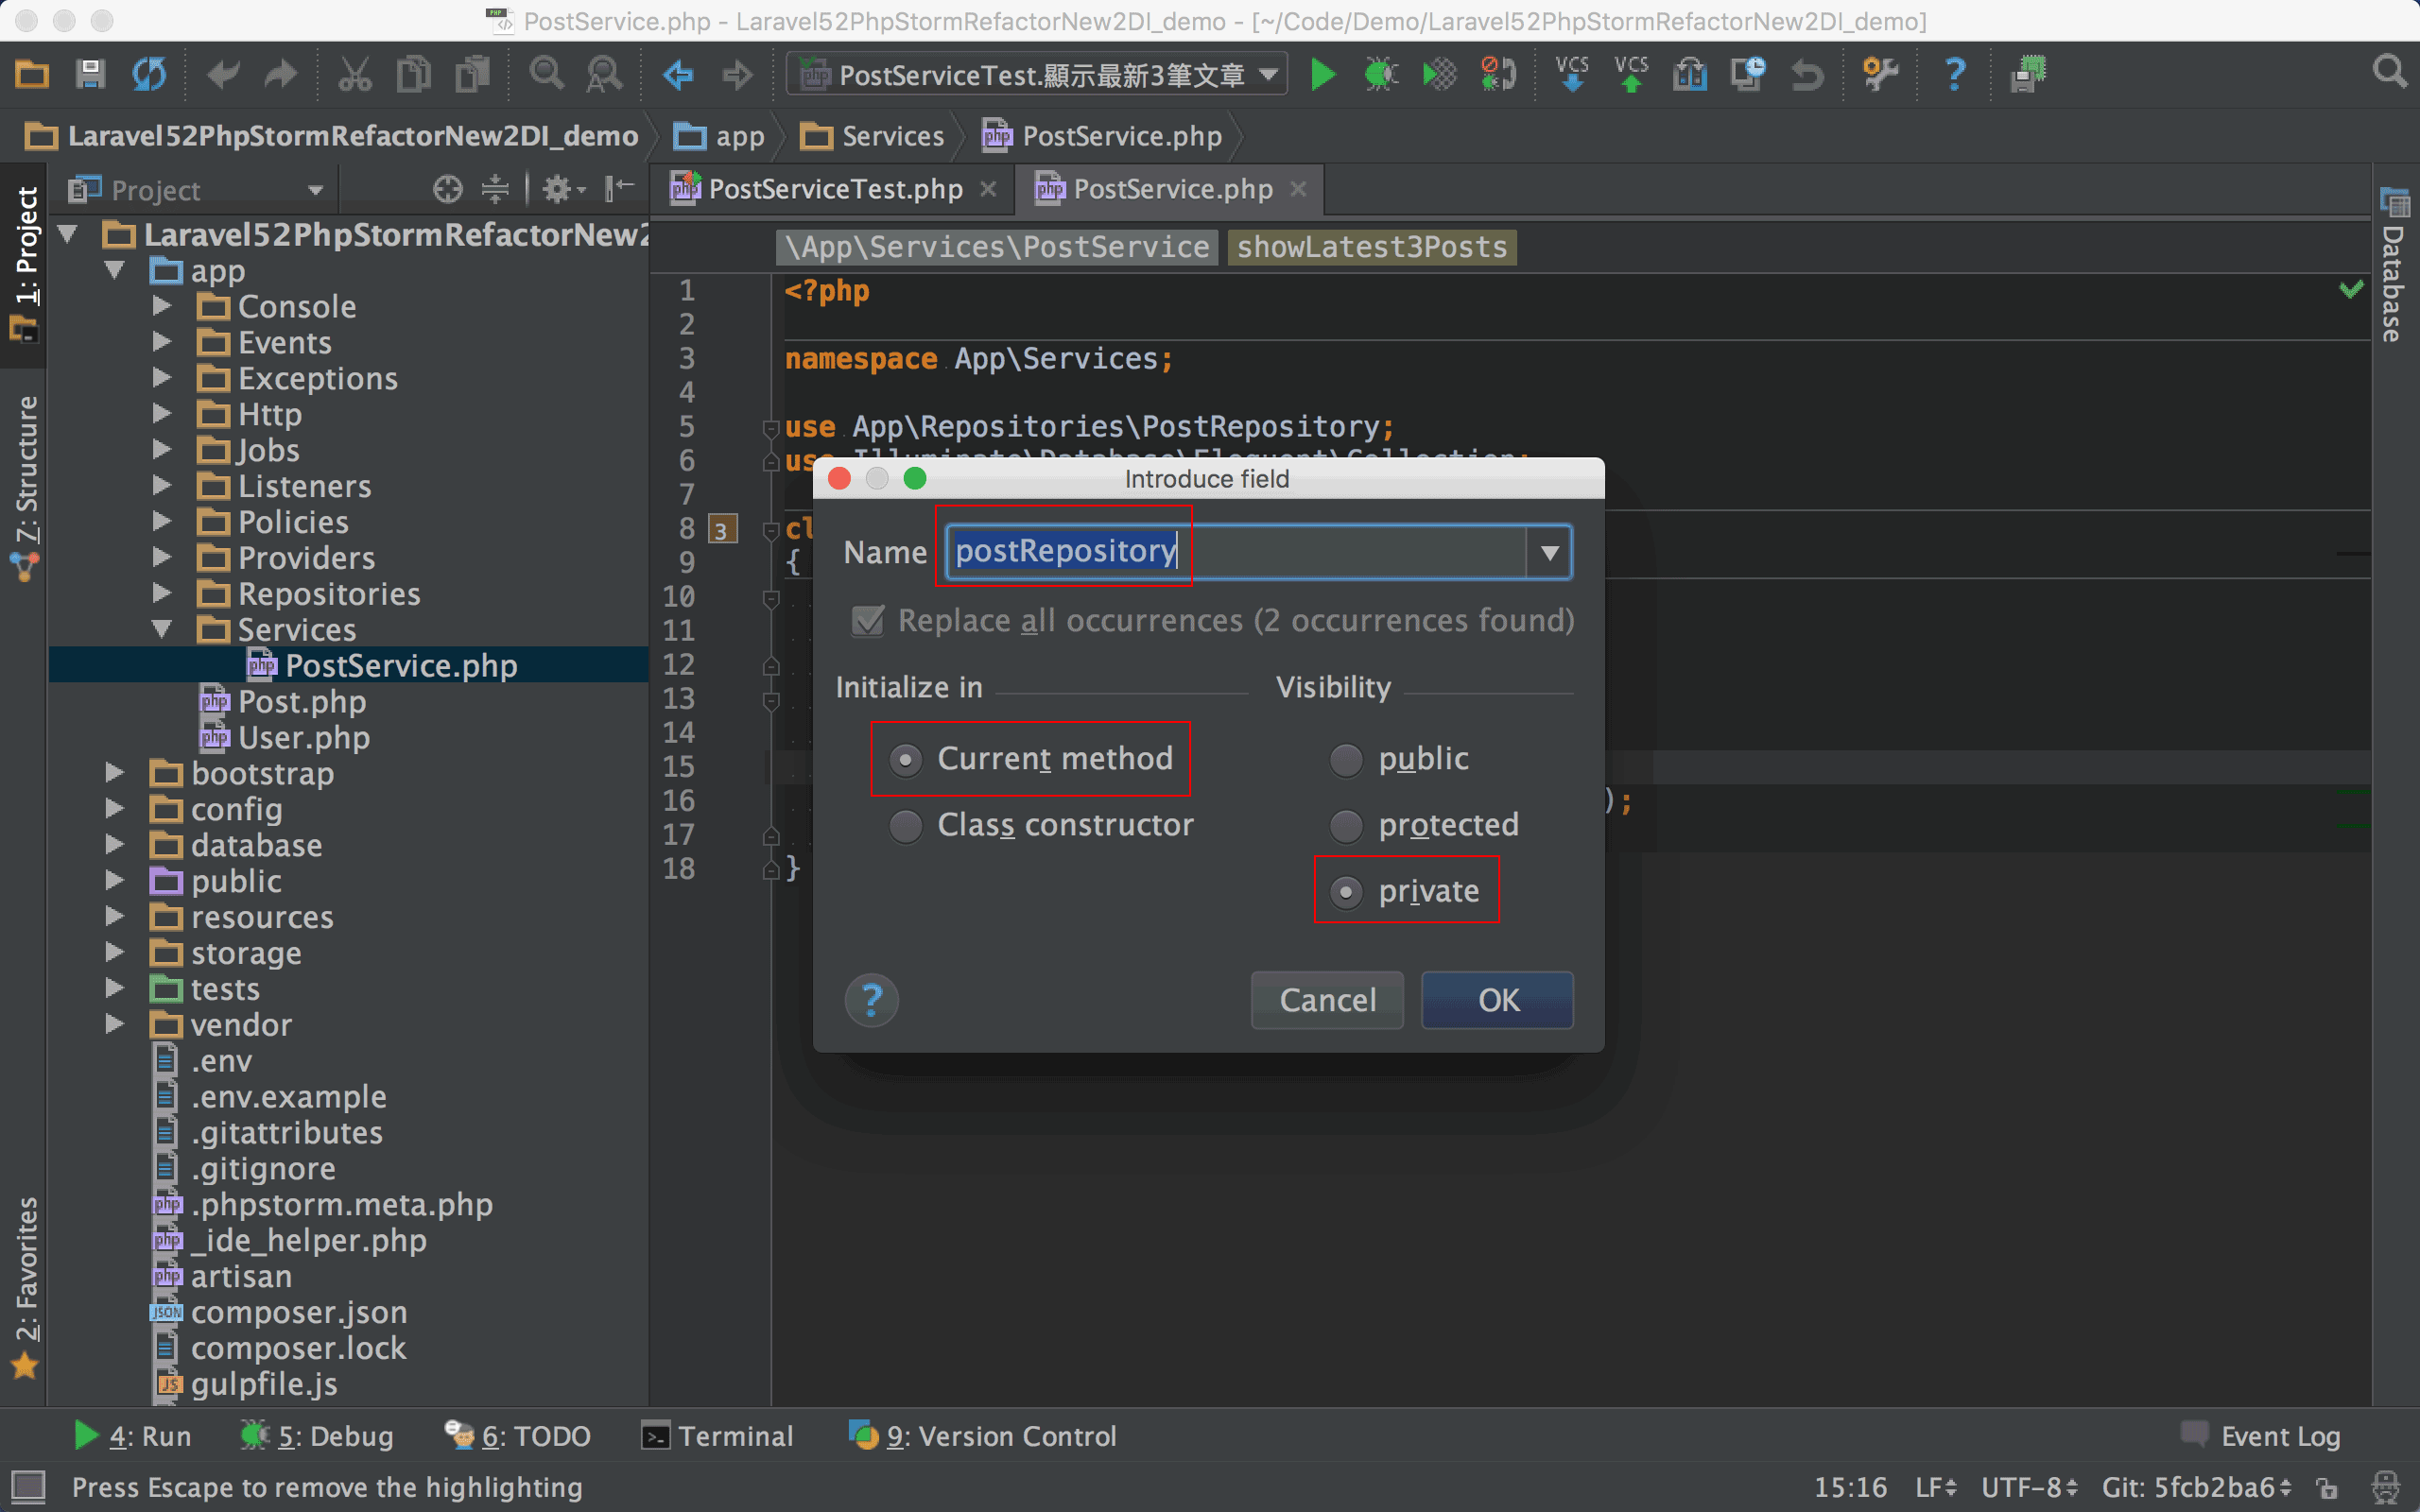 PostService.php - Laravel52PhpStormRefactorNew2DI_demo - [~/Code/Demo/Laravel52PhpStormRefactorNew2DI_demo]
PostServiceTest.顯示最新3筆文章
VCS VCS
Laravel52PhpStormRefactorNew2DI_demo app Services PostService.php
1: Project
7: Structure
2: Favorites
Project
Laravel52PhpStormRefactorNew2
app
Console
Events
Exceptions
Http
Jobs
Listeners
Policies
Providers
Repositories
Services
PostService.php
Post.php
User.php
bootstrap
config
database
public
resources
storage
tests
vendor
.env
.env.example
.gitattributes
.gitignore
.phpstorm.meta.php
_ide_helper.php
artisan
composer.json
composer.lock
gulpfile.js
PostServiceTest.php PostService.php
\App\Services\PostService showLatest3Posts
1 <?php
2
3 namespace App\Services;
4
5 use App\Repositories\PostRepository;
6 use Illuminate\Database\Eloquent\Collection;
7
8 3 cl
9 {
10
11
12
13
14
15
16 );
17
18 }
Introduce field
Name postRepository
Replace all occurrences (2 occurrences found)
Initialize in
Current method
Class constructor
Visibility
public
protected
private
? Cancel OK
Database
4: Run 5: Debug 6: TODO Terminal 9: Version Control Event Log
Press Escape to remove the highlighting 15:16 LF UTF-8 Git: 5fcb2ba6